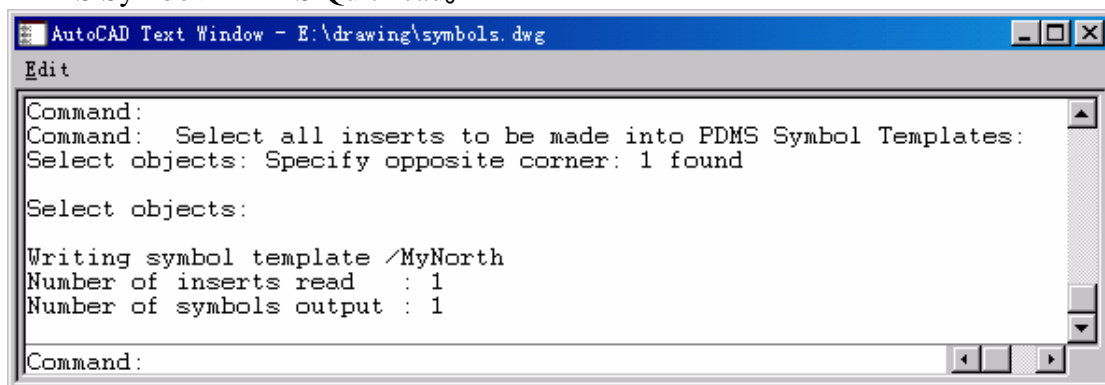 AutoCAD Text Window - E:\drawing\symbols.dwg
Edit
Command:
Command:  Select all inserts to be made into PDMS Symbol Templates:
Select objects: Specify opposite corner: 1 found
Select objects:
Writing symbol template /MyNorth
Number of inserts read    : 1
Number of symbols output : 1
Command: